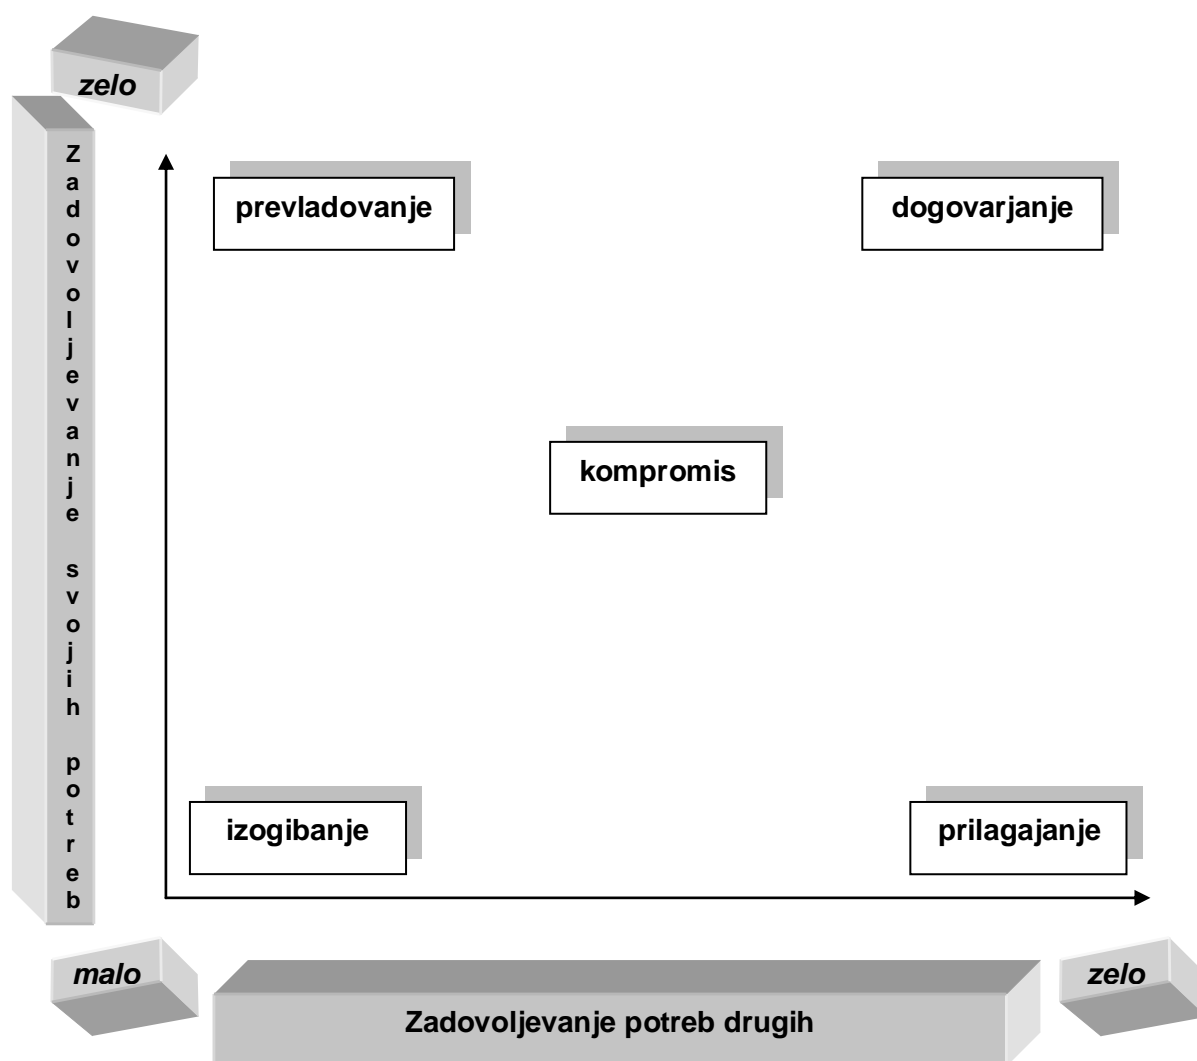 zelo
Zadovoljevanje svojih potreb
prevladovanje
dogovarjanje
kompromis
izogibanje
prilagajanje
malo
Zadovoljevanje potreb drugih
zelo